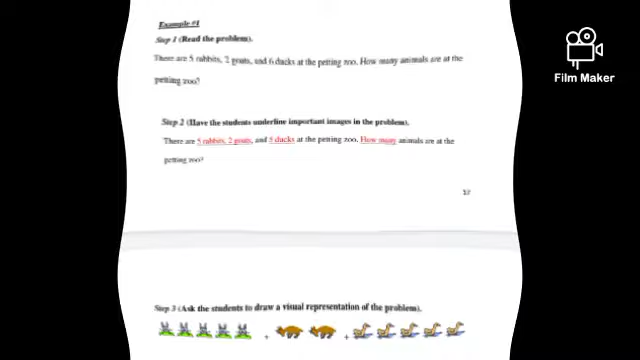 Example #1
Step 1 (Read the problem).
There are 5 rabbits, 2 goats, and 6 ducks at the petting zoo. How many animals are at the
petting zoo?
Step 2 (Have the students underline important images in the problem).
There are 5 rabbits, 2 goats, and 5 ducks at the petting zoo. How many animals are at the
petting zoo?
37
Step 3 (Ask the students to draw a visual representation of the problem).
+ +
Film Maker